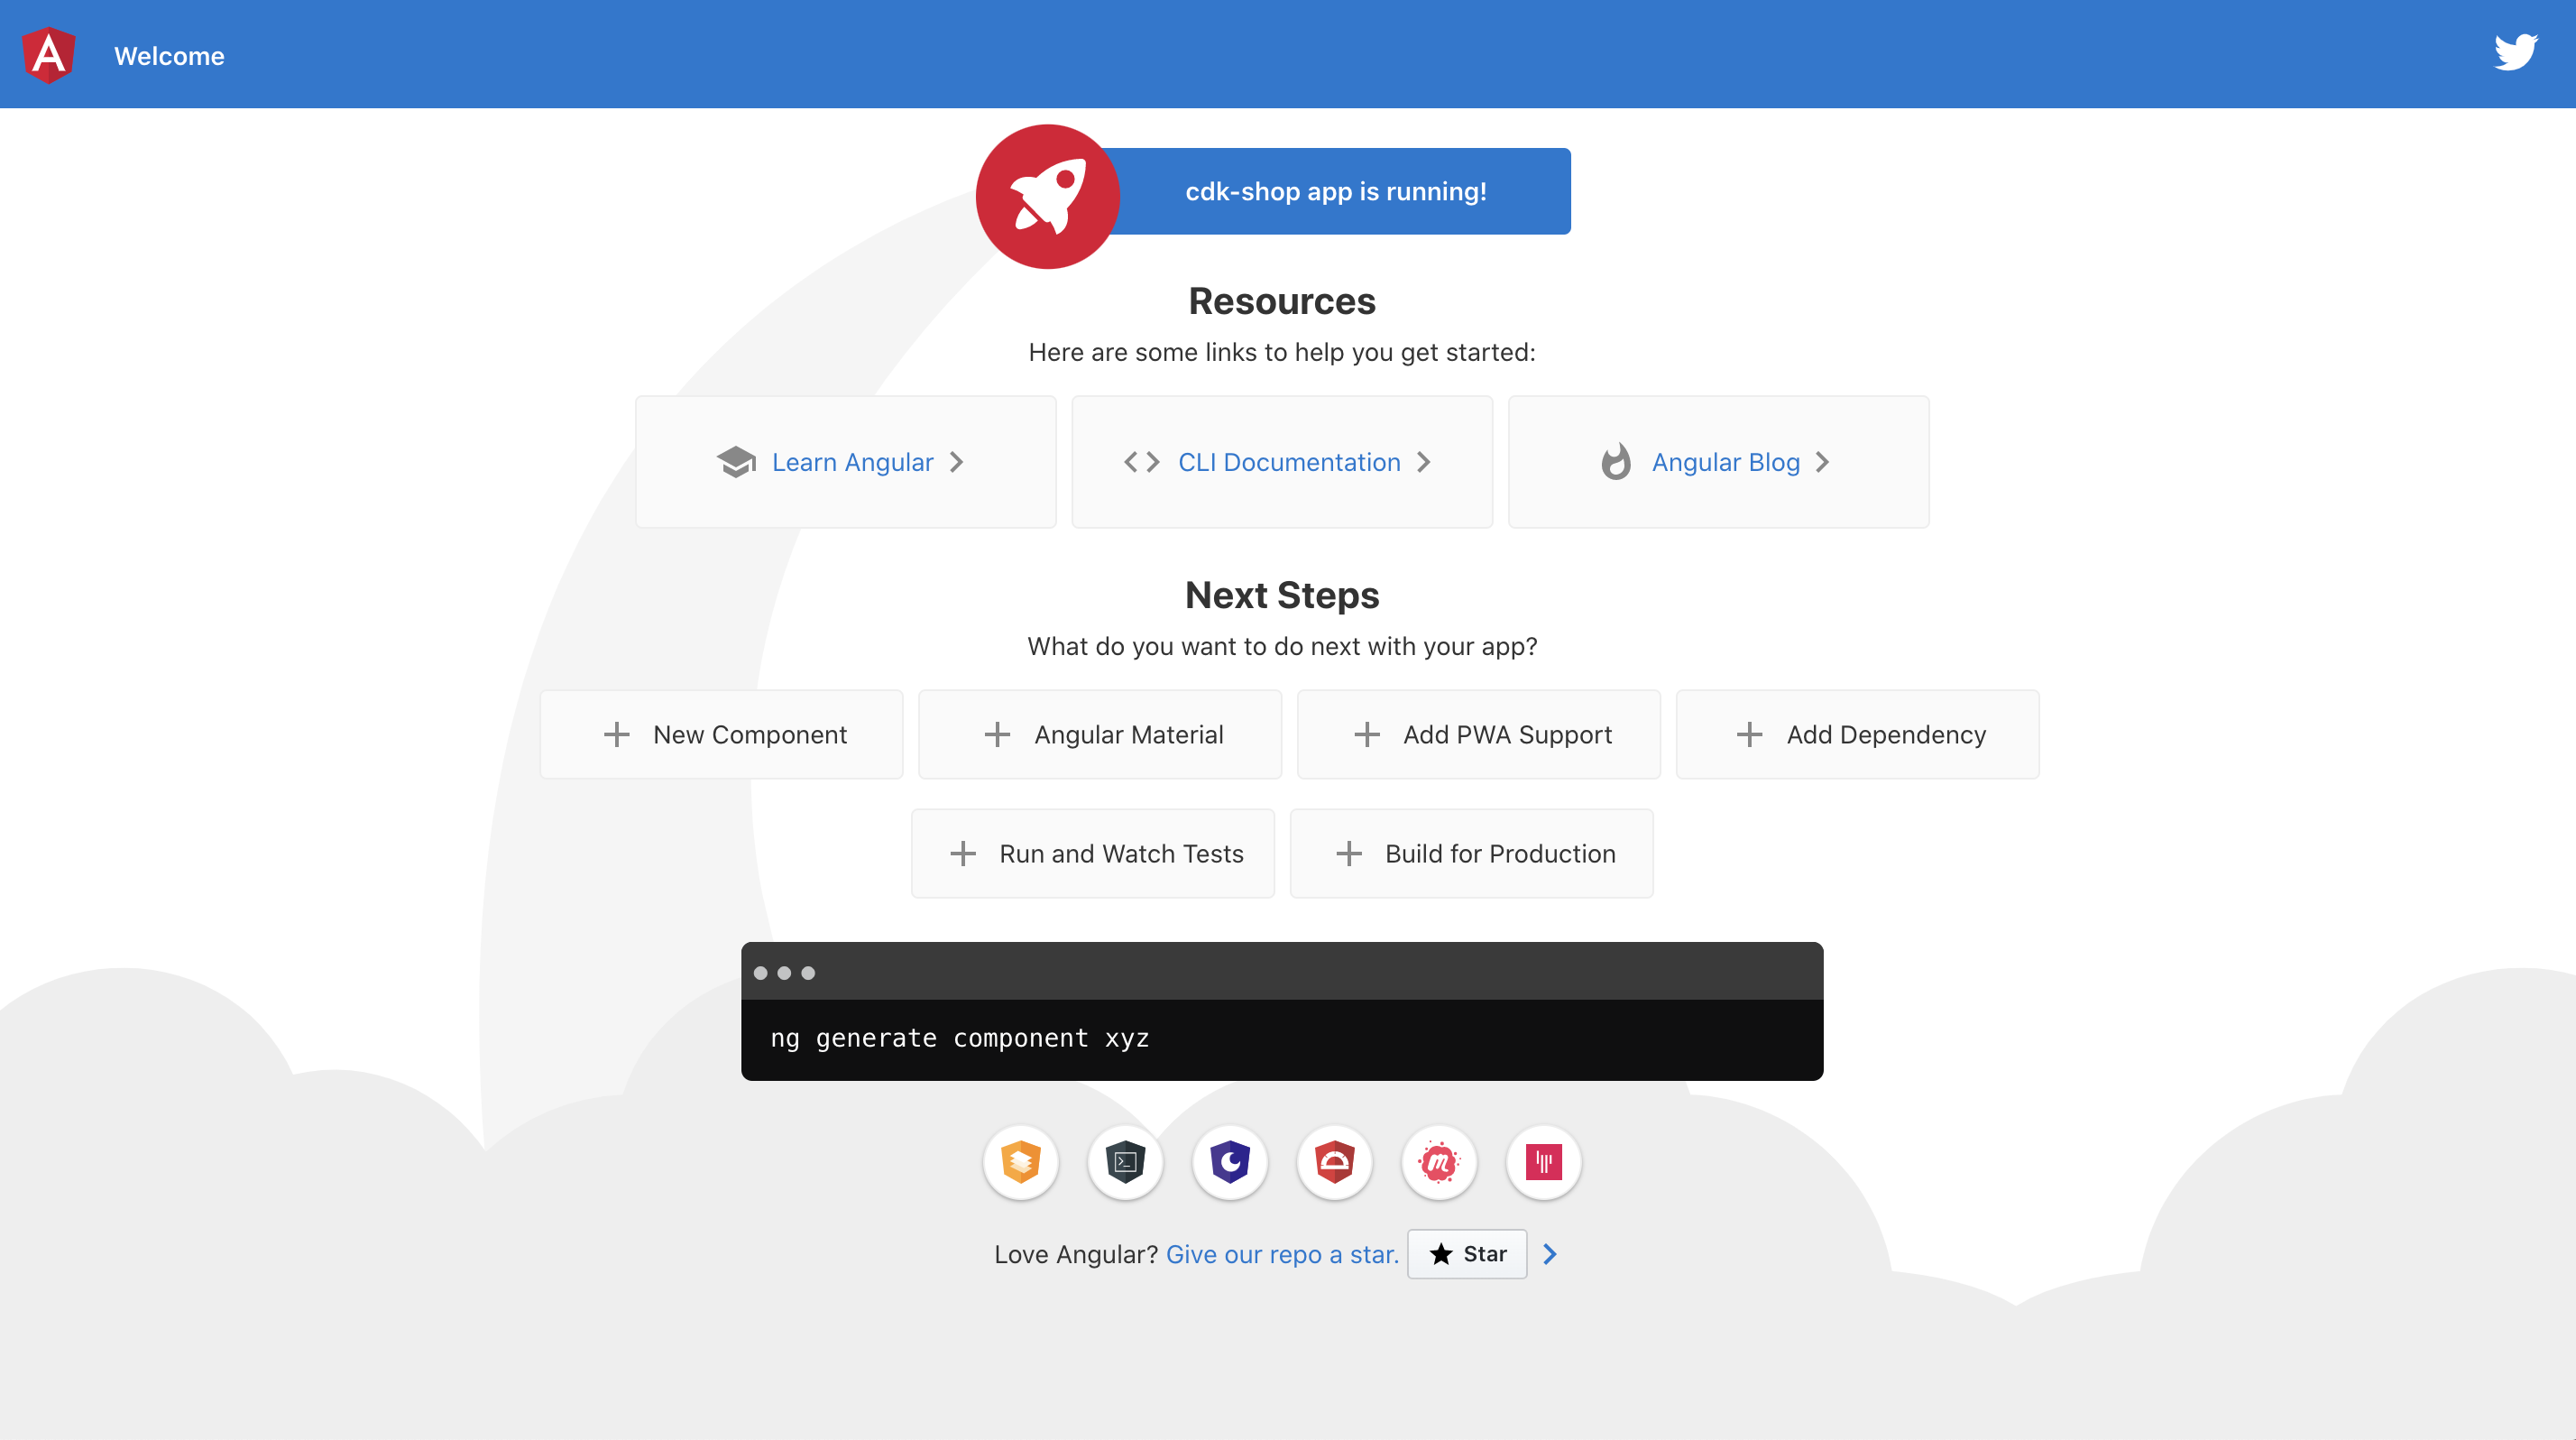 Welcome
cdk-shop app is running!
Resources
Here are some links to help you get started:
Learn Angular
CLI Documentation
Angular Blog
Next Steps
What do you want to do next with your app?
New Component
Angular Material
Add PWA Support
Add Dependency
Run and Watch Tests
Build for Production
ng generate component xyz
Love Angular? Give our repo a star. Star